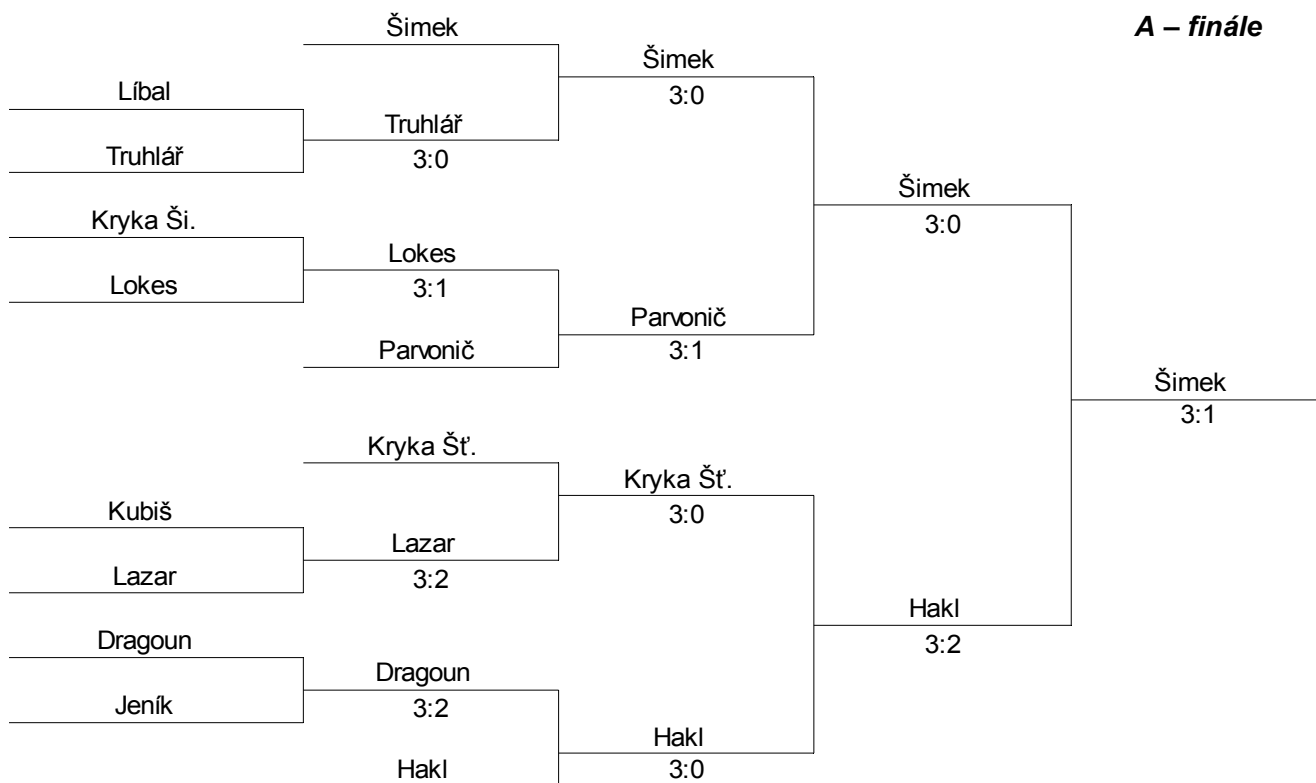 Šimek
A – finále
Šimek
3:0
Líbal
Truhlář
3:0
Truhlář
Šimek
3:0
Kryka Ši.
Lokes
3:1
Lokes
Parvonič
3:1
Parvonič
Šimek
3:1
Kryka Šť.
Kryka Šť.
3:0
Kubiš
Lazar
3:2
Lazar
Hakl
3:2
Dragoun
Dragoun
3:2
Jeník
Hakl
3:0
Hakl